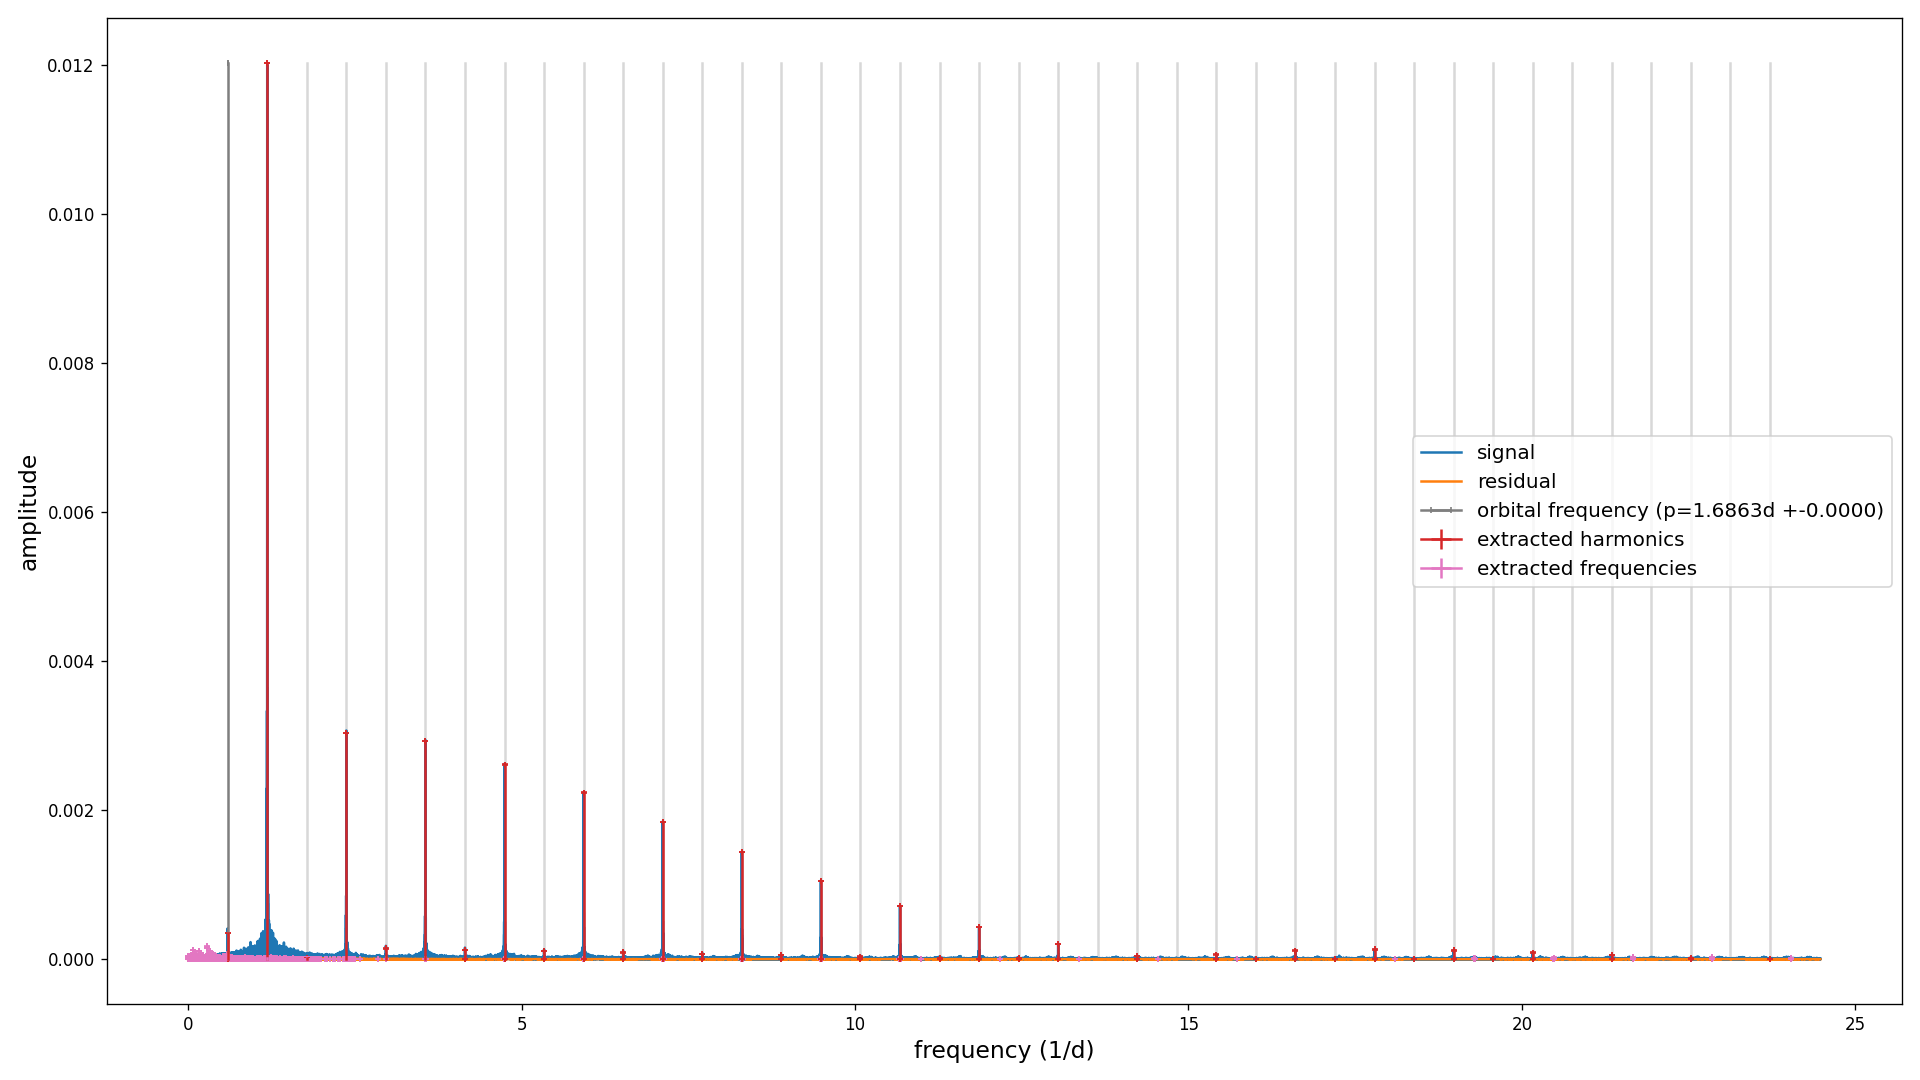 0.012
0.010
0.008
0.006
0.004
0.002
0.000
amplitude
signal
residual
orbital frequency (p=1.6863d +-0.0000)
extracted harmonics
extracted frequencies
0 5 10 15 20 25
frequency (1/d)